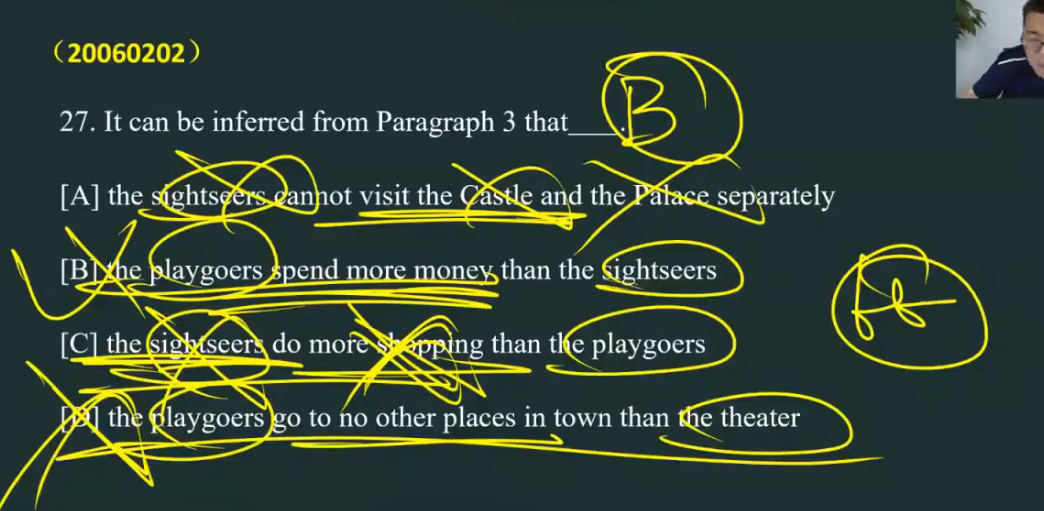 （20060202）
27. It can be inferred from Paragraph 3 that____. B
[A] the sightseers cannot visit the Castle and the Palace separately
[B] the playgoers spend more money than the sightseers
[C] the sightseers do more shopping than the playgoers
[D] the playgoers go to no other places in town than the theater